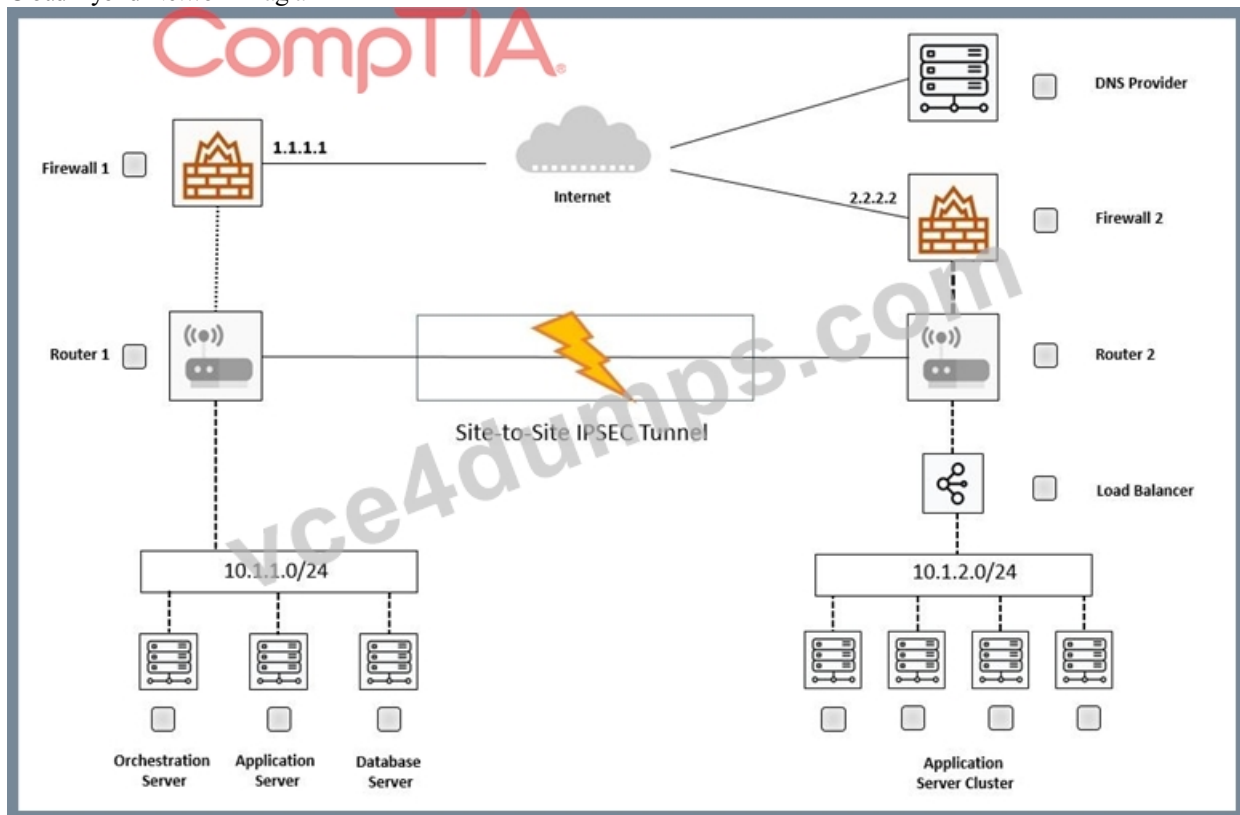 CompTIA.
DNS Provider
Firewall 1
1.1.1.1
Internet
2.2.2.2
Firewall 2
Router 1
Router 2
Site-to-Site IPSEC Tunnel
Load Balancer
10.1.1.0/24
10.1.2.0/24
Orchestration
Server
Application
Server
Database
Server
Application
Server Cluster
vce4dumps.com